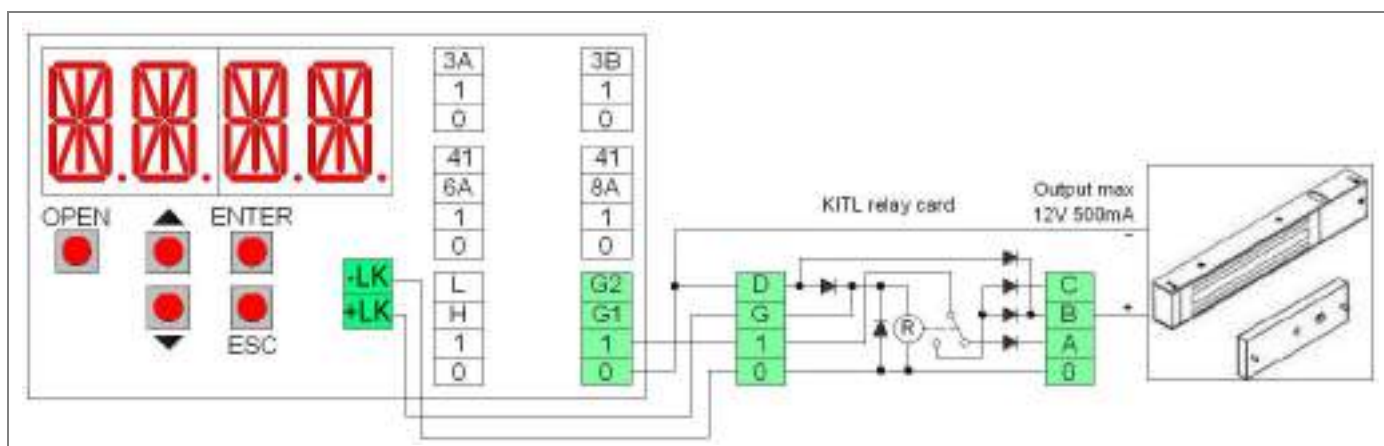 OPEN
ENTER
ESC
-LK
+LK
3A
1
0
41
6A
1
0
L
H
1
0
3B
1
0
41
8A
1
0
G2
G1
1
0
KITL relay card
D
G
1
0
R
C
B
A
0
Output max
12V 500mA
-
+